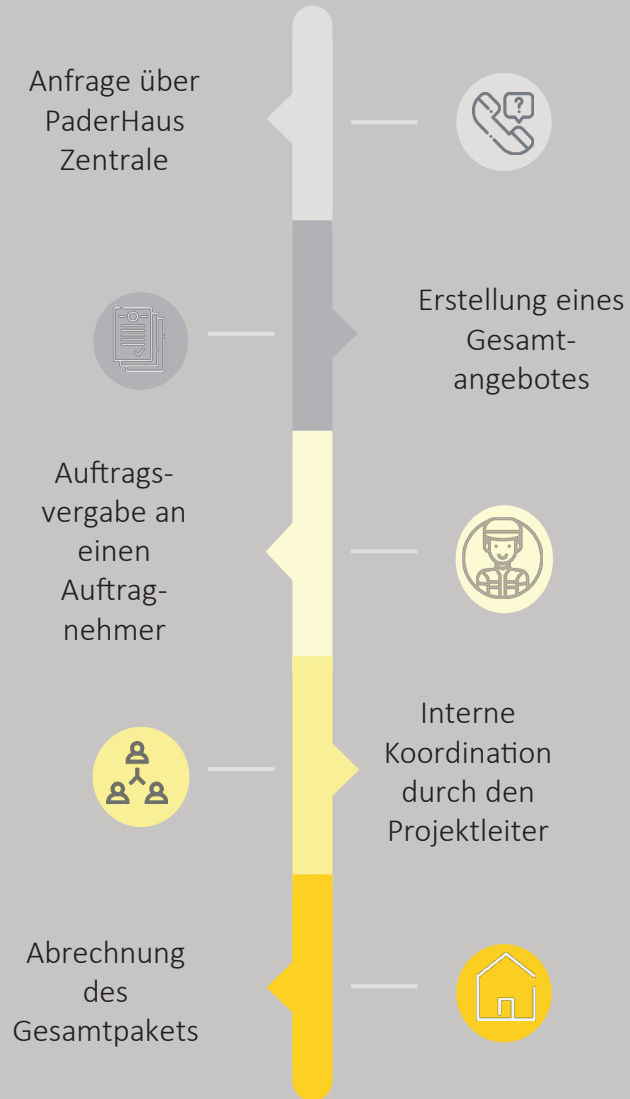 Anfrage über
PaderHaus
Zentrale
?
Erstellung eines
Gesamt-
angebotes
Auftrags-
vergabe an
einen
Auftrag-
nehmer
Interne
Koordination
durch den
Projektleiter
Abrechnung
des
Gesamtpakets